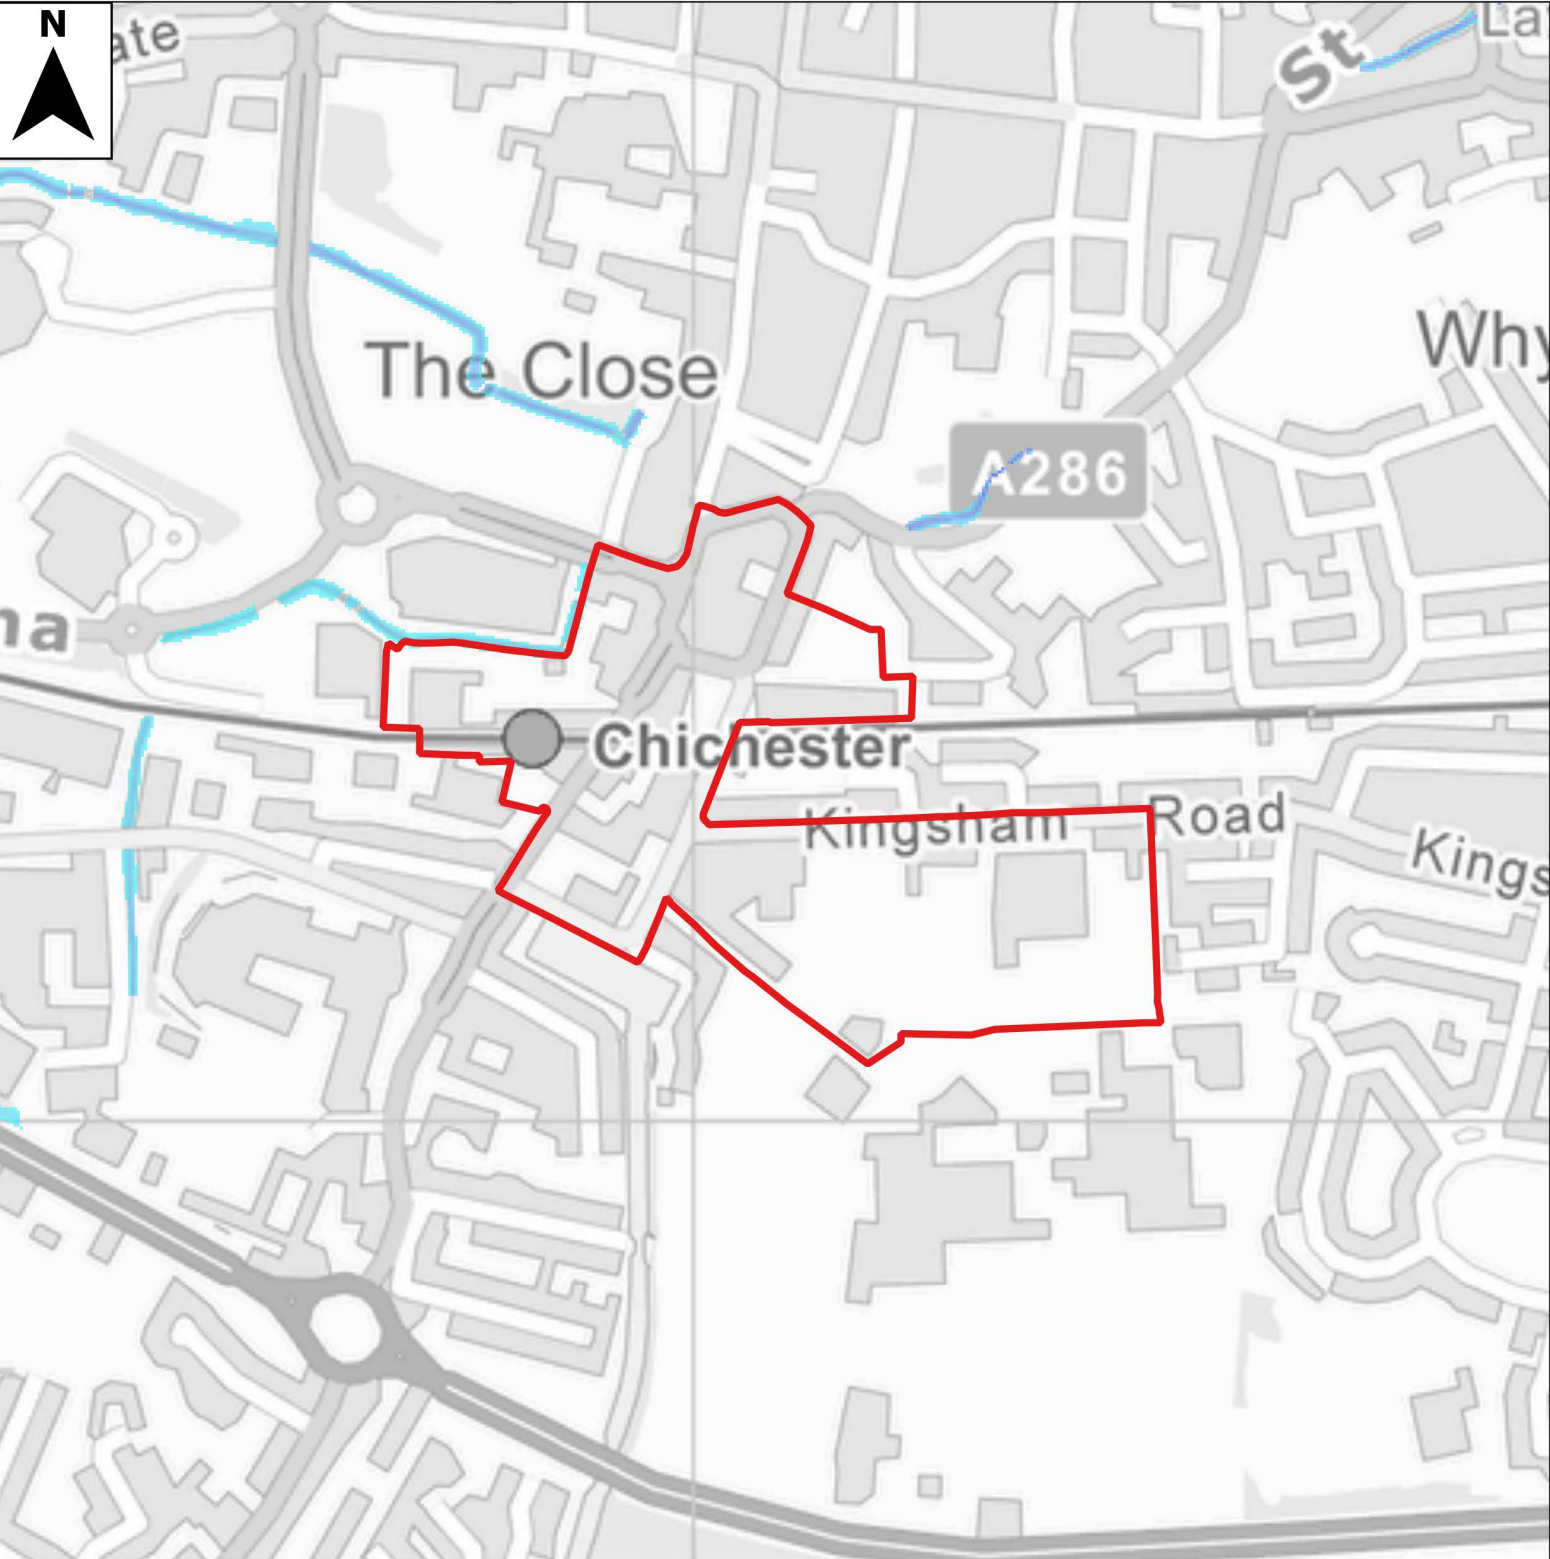 N
ate
St
La
The Close
Why
A286
na
Chichester
Kingsham Road
Kings